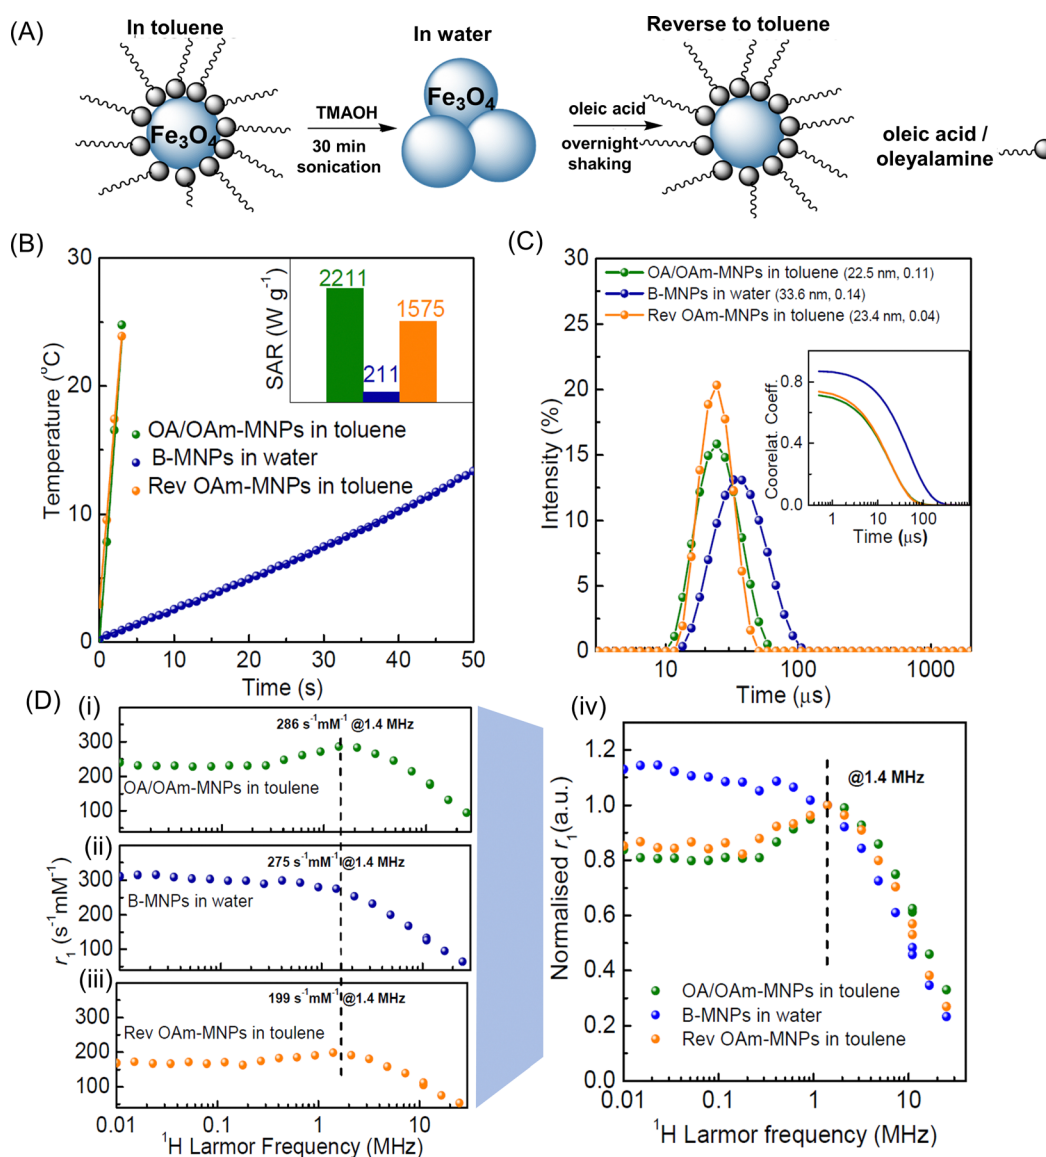 (A)
In toluene
In water
Reverse to toluene
Fe3O4
TMAOH
30 min
sonication
Fe3O4
oleic acid
overnight
shaking
oleic acid /
oleyalamine
(B)
Temperature (°C)
30
20
10
0
0 10 20 30 40 50
Time (s)
SAR (W g-1)
2211
211
1575
OA/OAm-MNPs in toluene
B-MNPs in water
Rev OAm-MNPs in toluene
(C)
Intensity (%)
30
25
20
15
10
5
0
10 100 1000
Time (μs)
OA/OAm-MNPs in toluene (22.5 nm, 0.11)
B-MNPs in water (33.6 nm, 0.14)
Rev OAm-MNPs in toluene (23.4 nm, 0.04)
Coorelat. Coeff.
0.8
0.4
0.0
1 10 100
Time (μs)
(D)
(i)
286 s-1mM-1 @1.4 MHz
300
200
100
OA/OAm-MNPs in toulene
(ii)
275 s-1mM-1 @1.4 MHz
300
200
100
B-MNPs in water
r1 (s-1mM-1)
(iii)
199 s-1mM-1 @1.4 MHz
300
200
100
Rev OAm-MNPs in toulene
0.01 0.1 1 10
1H Larmor Frequency (MHz)
(iv)
Normalised r1(a.u.)
1.2
1.0
0.8
0.6
0.4
0.2
0.0
@1.4 MHz
OA/OAm-MNPs in toulene
B-MNPs in water
Rev OAm-MNPs in toulene
0.01 0.1 1 10
1H Larmor frequency (MHz)